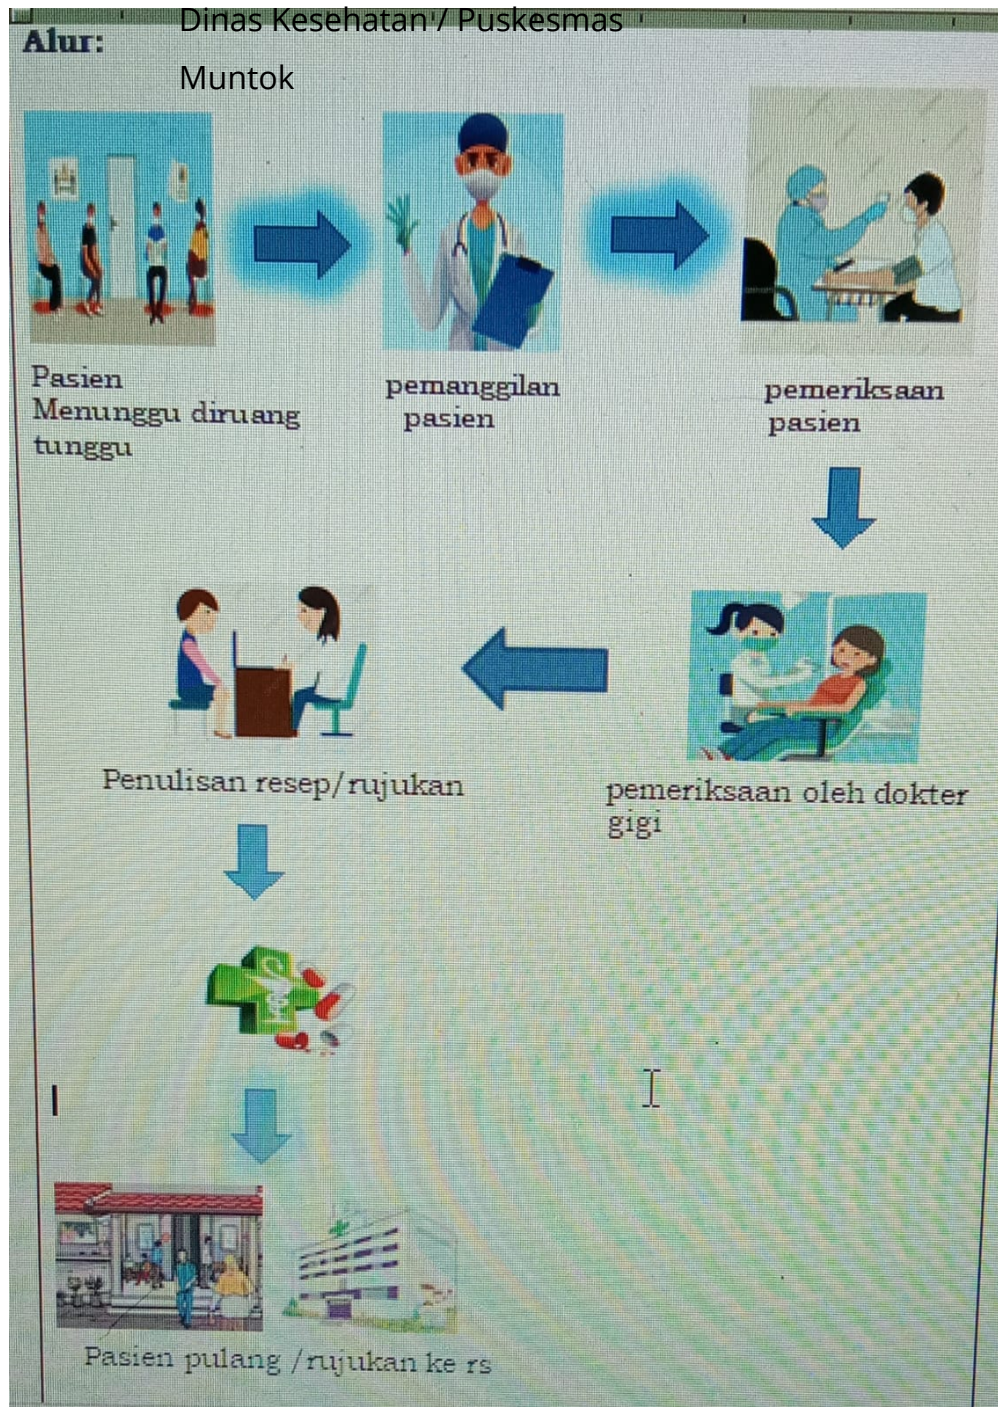 Dinas Kesehatan / Puskesmas
Muntok
Alur:
Pasien
Menunggu diruang
tunggu
pemanggilan
pasien
pemeriksaan
pasien
Penulisan resep/rujukan
pemeriksaan oleh dokter
gigi
Pasien pulang /rujukan ke rs